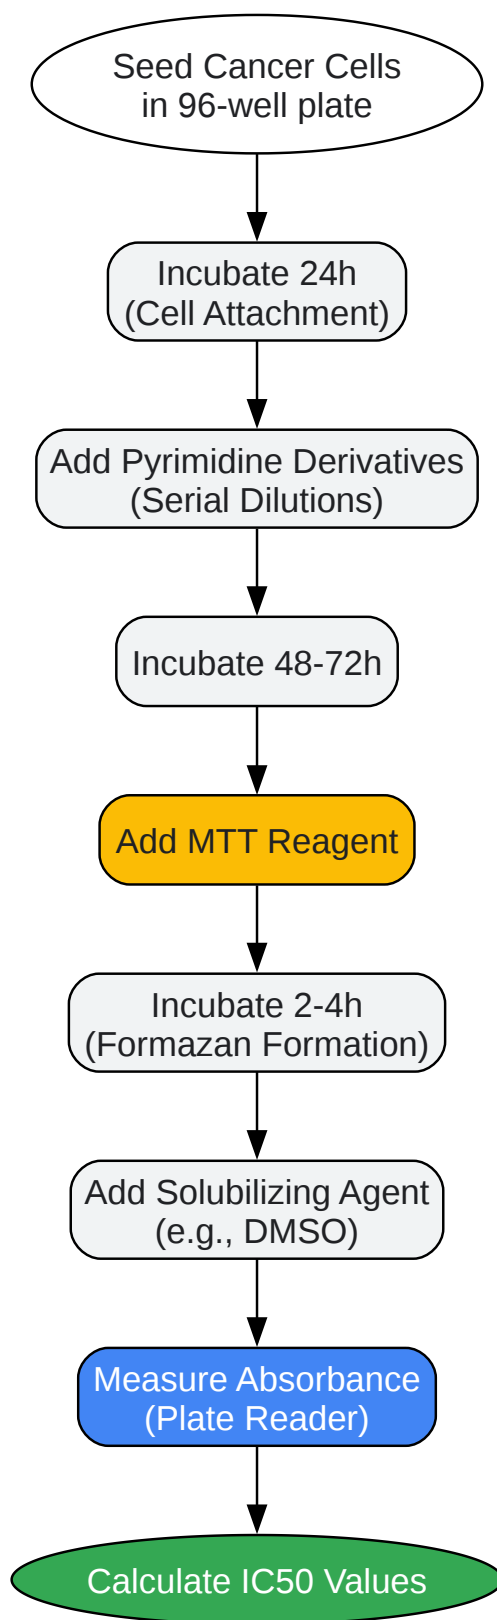 Seed Cancer Cells
in 96-well plate
Incubate 24h
(Cell Attachment)
Add Pyrimidine Derivatives
(Serial Dilutions)
Incubate 48-72h
Add MTT Reagent
Incubate 2-4h
(Formazan Formation)
Add Solubilizing Agent
(e.g., DMSO)
Measure Absorbance
(Plate Reader)
Calculate IC50 Values